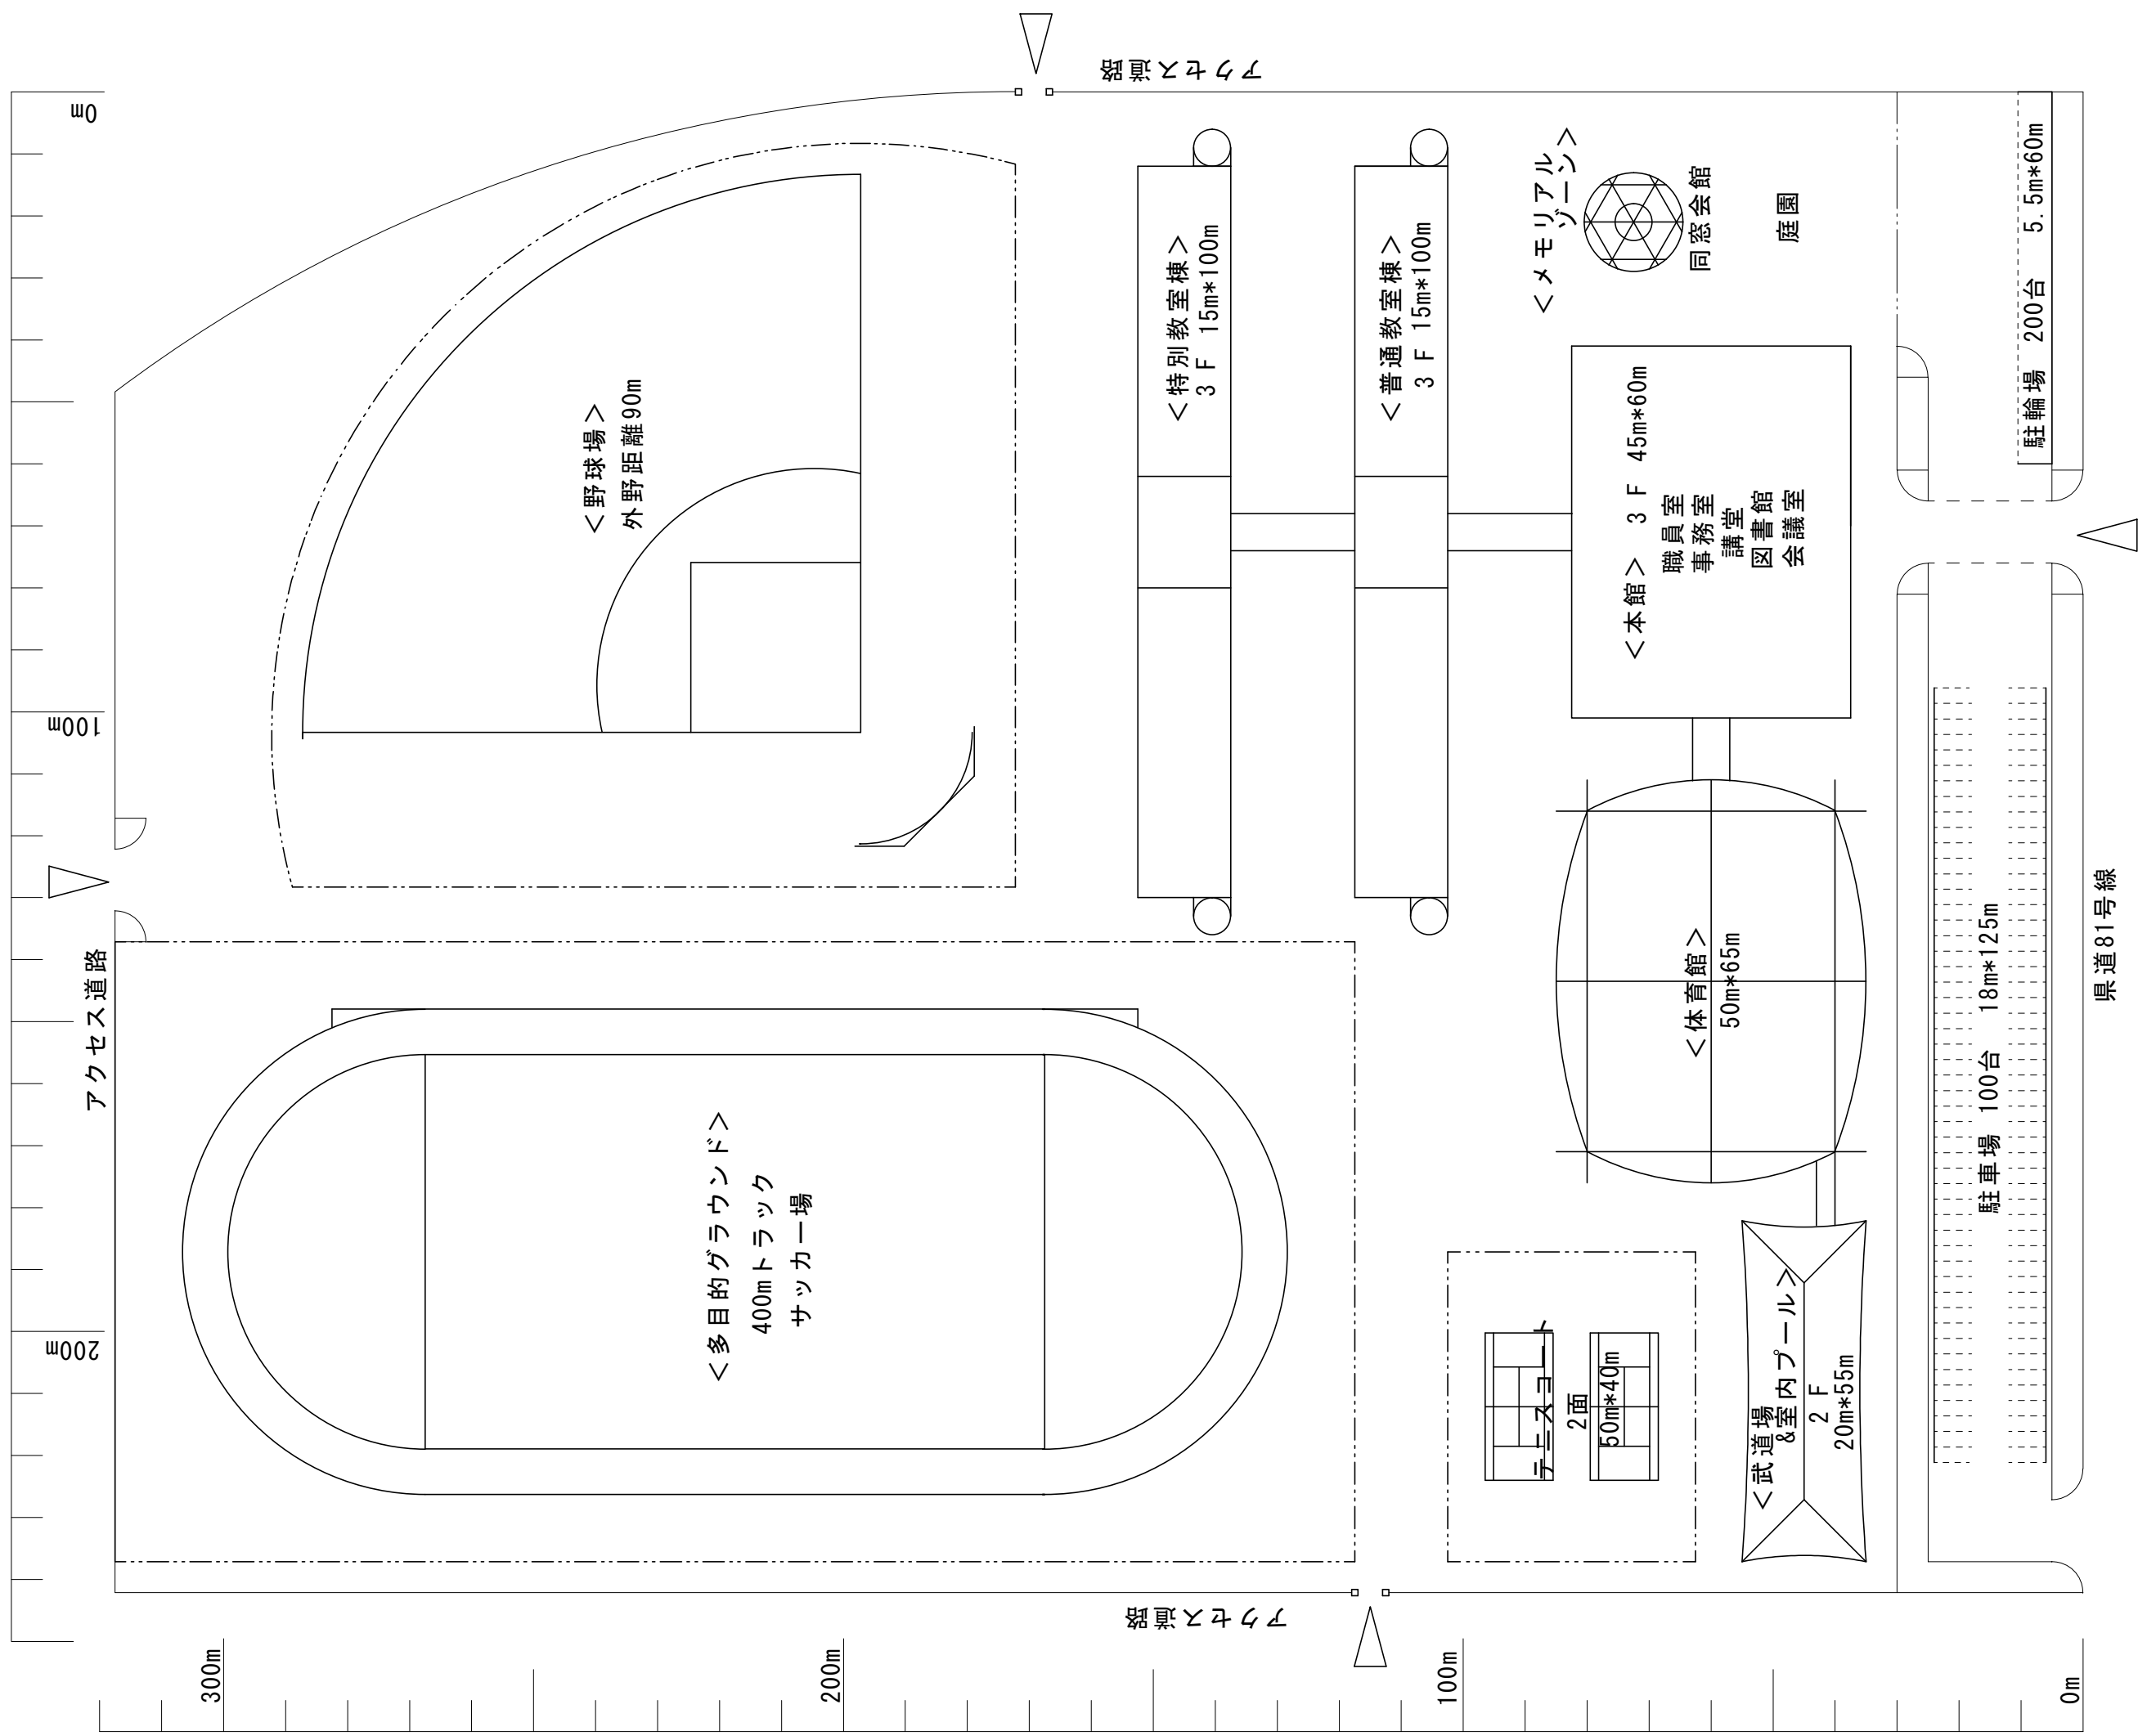 アクセス道路
0m
100m
200m
アクセス道路
<野球場>
外野距離90m
<特別教室棟>
3F 15m*100m
<普通教室棟>
3F 15m*100m
<メモリアル
ゾーン>
同窓会館
庭園
駐輪場 200台 5.5m*60m
<本館> 3F 45m*60m
職員室
事務室
講堂
図書館
会議室
<多目的グラウンド>
400mトラック
サッカー場
<体育館>
50m*65m
駐車場 100台 18m*125m
県道81号線
テニスコート
2面
50m*40m
<武道場
&室内プール>
2F
20m*55m
アクセス道路
300m
200m
100m
0m